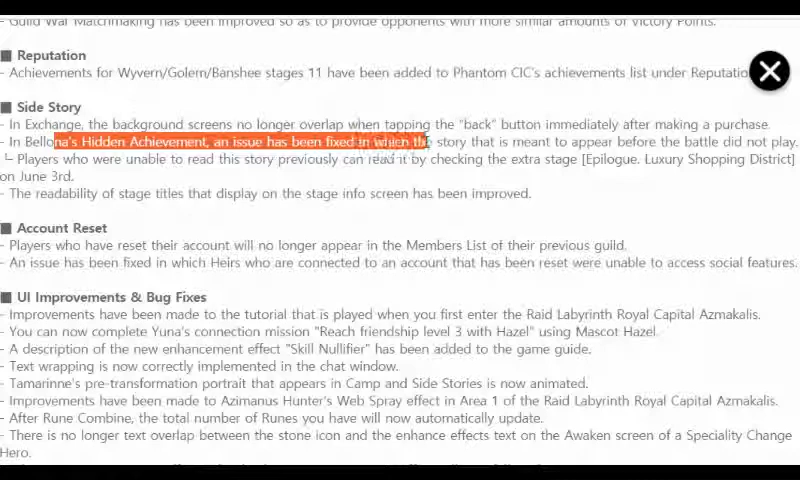 - Guild War Matchmaking has been improved so as to provide opponents with more similar amounts of Victory Points.
■ Reputation
- Achievements for Wyvern/Golem/Banshee stages 11 have been added to Phantom CIC's achievements list under Reputatio
■ Side Story
- In Exchange, the background screens no longer overlap when tapping the "back" button immediately after making a purchase.
- In Bellona's Hidden Achievement, an issue has been fixed in which the story that is meant to appear before the battle did not play.
└ Players who were unable to read this story previously can read it by checking the extra stage [Epilogue. Luxury Shopping District]
on June 3rd.
- The readability of stage titles that display on the stage info screen has been improved.
■ Account Reset
- Players who have reset their account will no longer appear in the Members List of their previous guild.
- An issue has been fixed in which Heirs who are connected to an account that has been reset were unable to access social features.
■ UI Improvements & Bug Fixes
- Improvements have been made to the tutorial that is played when you first enter the Raid Labyrinth Royal Capital Azmakalis.
- You can now complete Yuna's connection mission "Reach friendship level 3 with Hazel" using Mascot Hazel.
- A description of the new enhancement effect "Skill Nullifier" has been added to the game guide.
- Text wrapping is now correctly implemented in the chat window.
- Tamarinne's pre-transformation portrait that appears in Camp and Side Stories is now animated.
- Improvements have been made to Azimanus Hunter's Web Spray effect in Area 1 of the Raid Labyrinth Royal Capital Azmakalis.
- After Rune Combine, the total number of Runes you have will now automatically update.
- There is no longer text overlap between the stone icon and the enhance effects text on the Awaken screen of a Speciality Change
Hero.